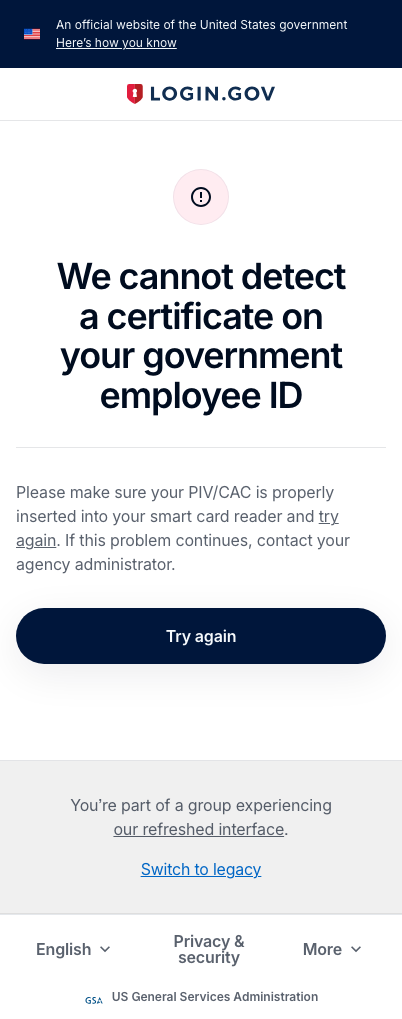 An official website of the United States government
Here’s how you know
LOGIN.GOV
We cannot detect
a certificate on
your government
employee ID
Please make sure your PIV/CAC is properly
inserted into your smart card reader and try
again. If this problem continues, contact your
agency administrator.
Try again
You’re part of a group experiencing
our refreshed interface.
Switch to legacy
English
Privacy &
security
More
GSA US General Services Administration